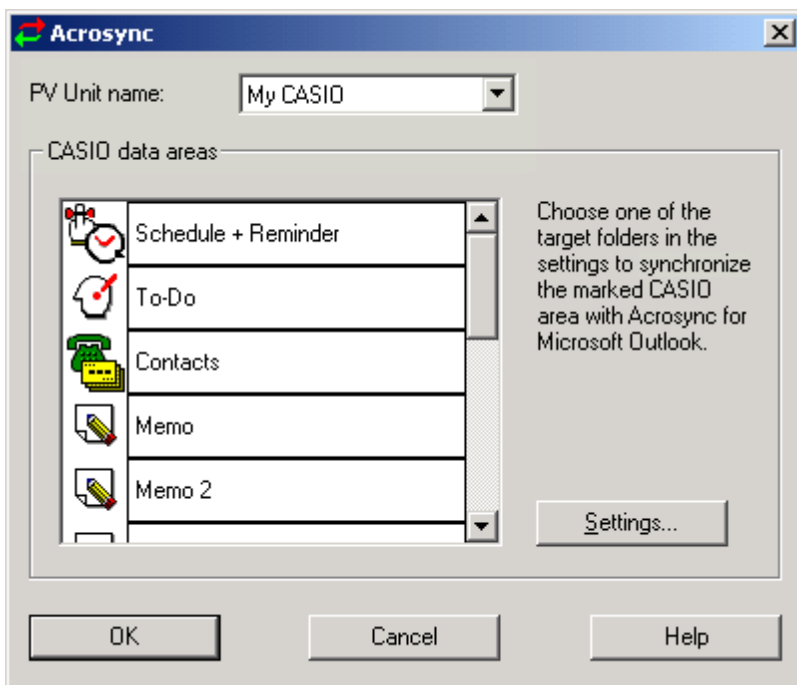 Acrosync
PV Unit name:
My CASIO
CASIO data areas
Schedule + Reminder
To-Do
Contacts
Memo
Memo 2
Choose one of the
target folders in the
settings to synchronize
the marked CASIO
area with Acrosync for
Microsoft Outlook.
Settings...
OK
Cancel
Help